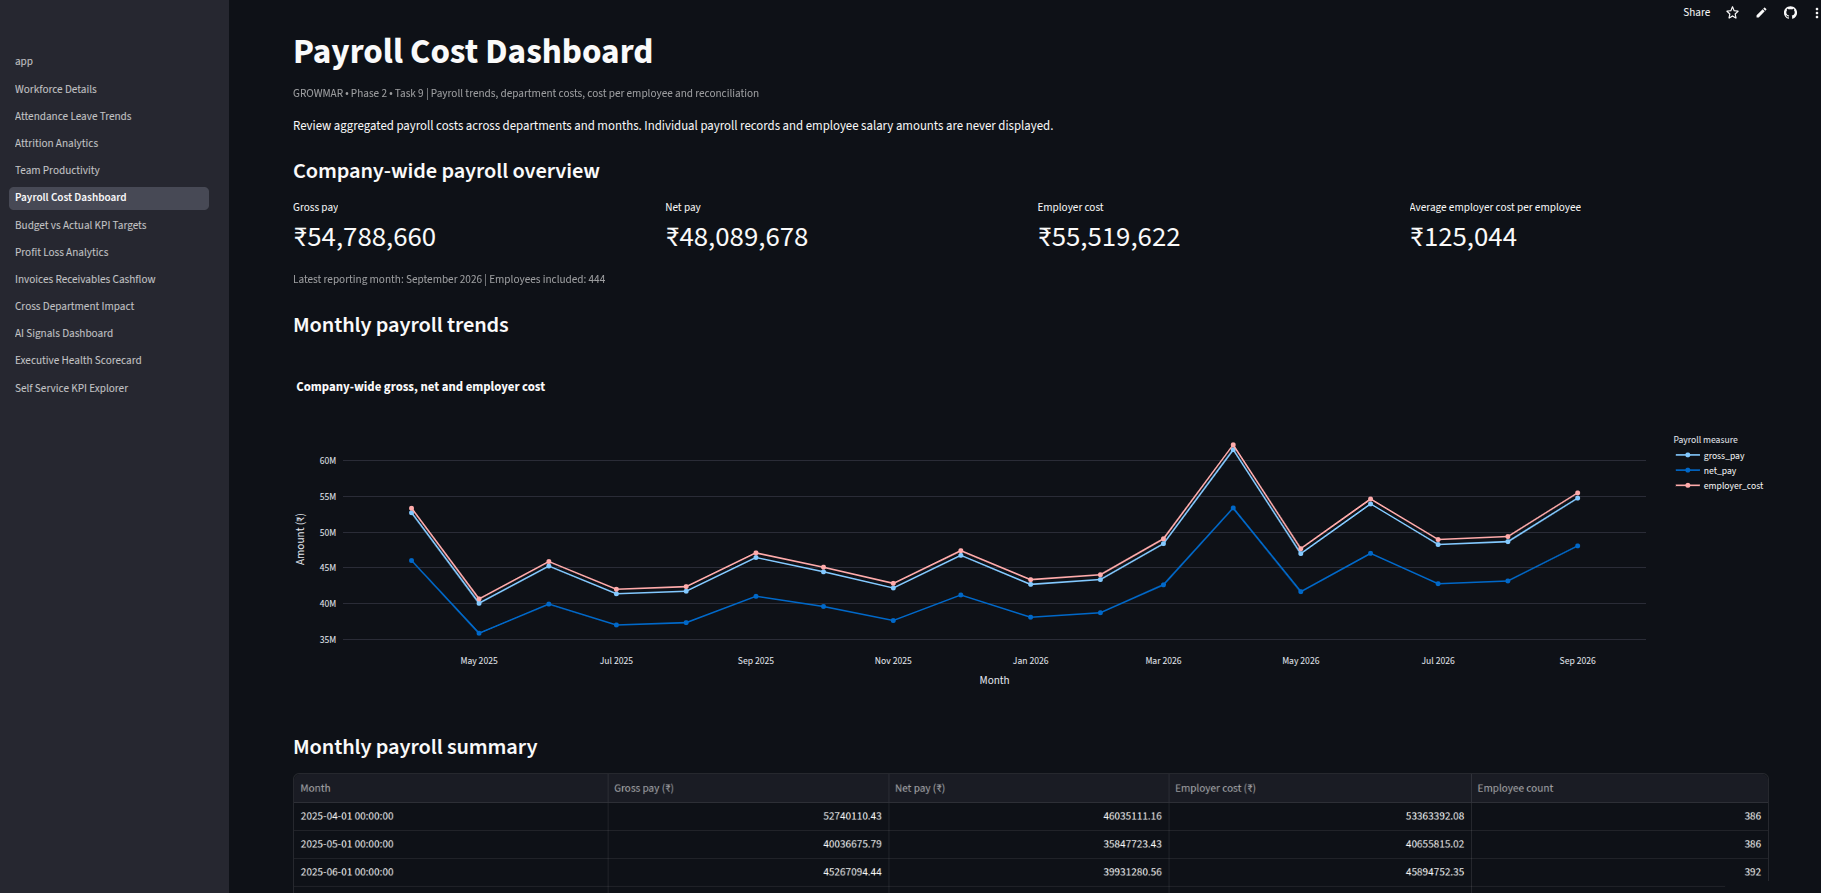 Share
app
Workforce Details
Attendance Leave Trends
Attrition Analytics
Team Productivity
Payroll Cost Dashboard
Budget vs Actual KPI Targets
Profit Loss Analytics
Invoices Receivables Cashflow
Cross Department Impact
AI Signals Dashboard
Executive Health Scorecard
Self Service KPI Explorer
Payroll Cost Dashboard
GROWMAR • Phase 2 • Task 9 | Payroll trends, department costs, cost per employee and reconciliation
Review aggregated payroll costs across departments and months. Individual payroll records and employee salary amounts are never displayed.
Company-wide payroll overview
Gross pay Net pay Employer cost Average employer cost per employee
₹54,788,660 ₹48,089,678 ₹55,519,622 ₹125,044
Latest reporting month: September 2026 | Employees included: 444
Monthly payroll trends
Company-wide gross, net and employer cost
Payroll measure
gross_pay
net_pay
employer_cost
Amount (₹)
60M
55M
50M
45M
40M
35M
May 2025 Jul 2025 Sep 2025 Nov 2025 Jan 2026 Mar 2026 May 2026 Jul 2026 Sep 2026
Month
Monthly payroll summary
Month Gross pay (₹) Net pay (₹) Employer cost (₹) Employee count
2025-04-01 00:00:00 52740110.43 46035111.16 53363392.08 386
2025-05-01 00:00:00 40036675.79 35847723.43 40655815.02 386
2025-06-01 00:00:00 45267094.44 39931280.56 45894752.35 392